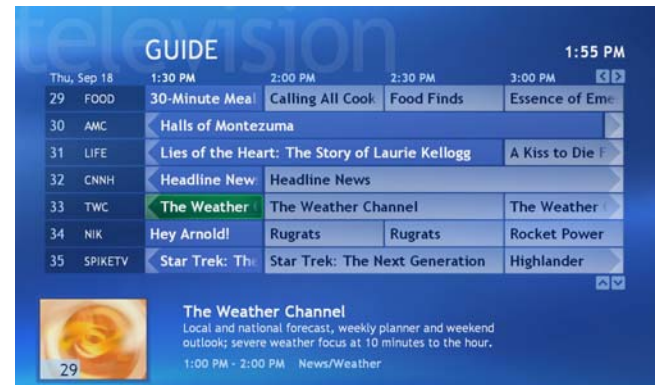 television
GUIDE
1:55 PM
Thu, Sep 18 1:30 PM 2:00 PM 2:30 PM 3:00 PM
29 FOOD 30-Minute Meal Calling All Cook Food Finds Essence of Eme
30 AMC Halls of Montezuma
31 LIFE Lies of the Heart: The Story of Laurie Kellogg A Kiss to Die F
32 CNNH Headline New Headline News
33 TWC The Weather The Weather Channel The Weather
34 NIK Hey Arnold! Rugrats Rugrats Rocket Power
35 SPIKETV Star Trek: The Star Trek: The Next Generation Highlander
The Weather Channel
Local and national forecast, weekly planner and weekend
outlook; severe weather focus at 10 minutes to the hour.
1:00 PM - 2:00 PM News/Weather
29